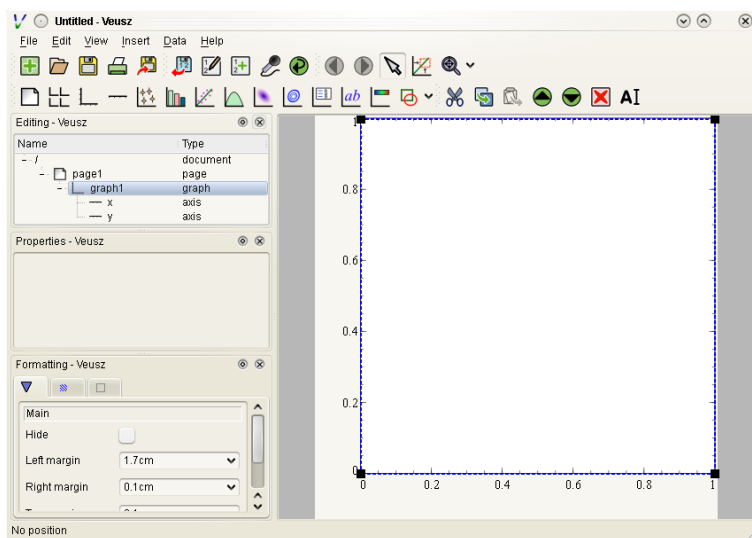 Untitled - Veusz
File Edit View Insert Data Help
ab
AI
Editing - Veusz
Name Type
/ document
page1 page
graph1 graph
x axis
y axis
Properties - Veusz
Formatting - Veusz
Main
Hide
Left margin 1.7cm
Right margin 0.1cm
1
0.8
0.6
0.4
0.2
0
0 0.2 0.4 0.6 0.8 1
No position